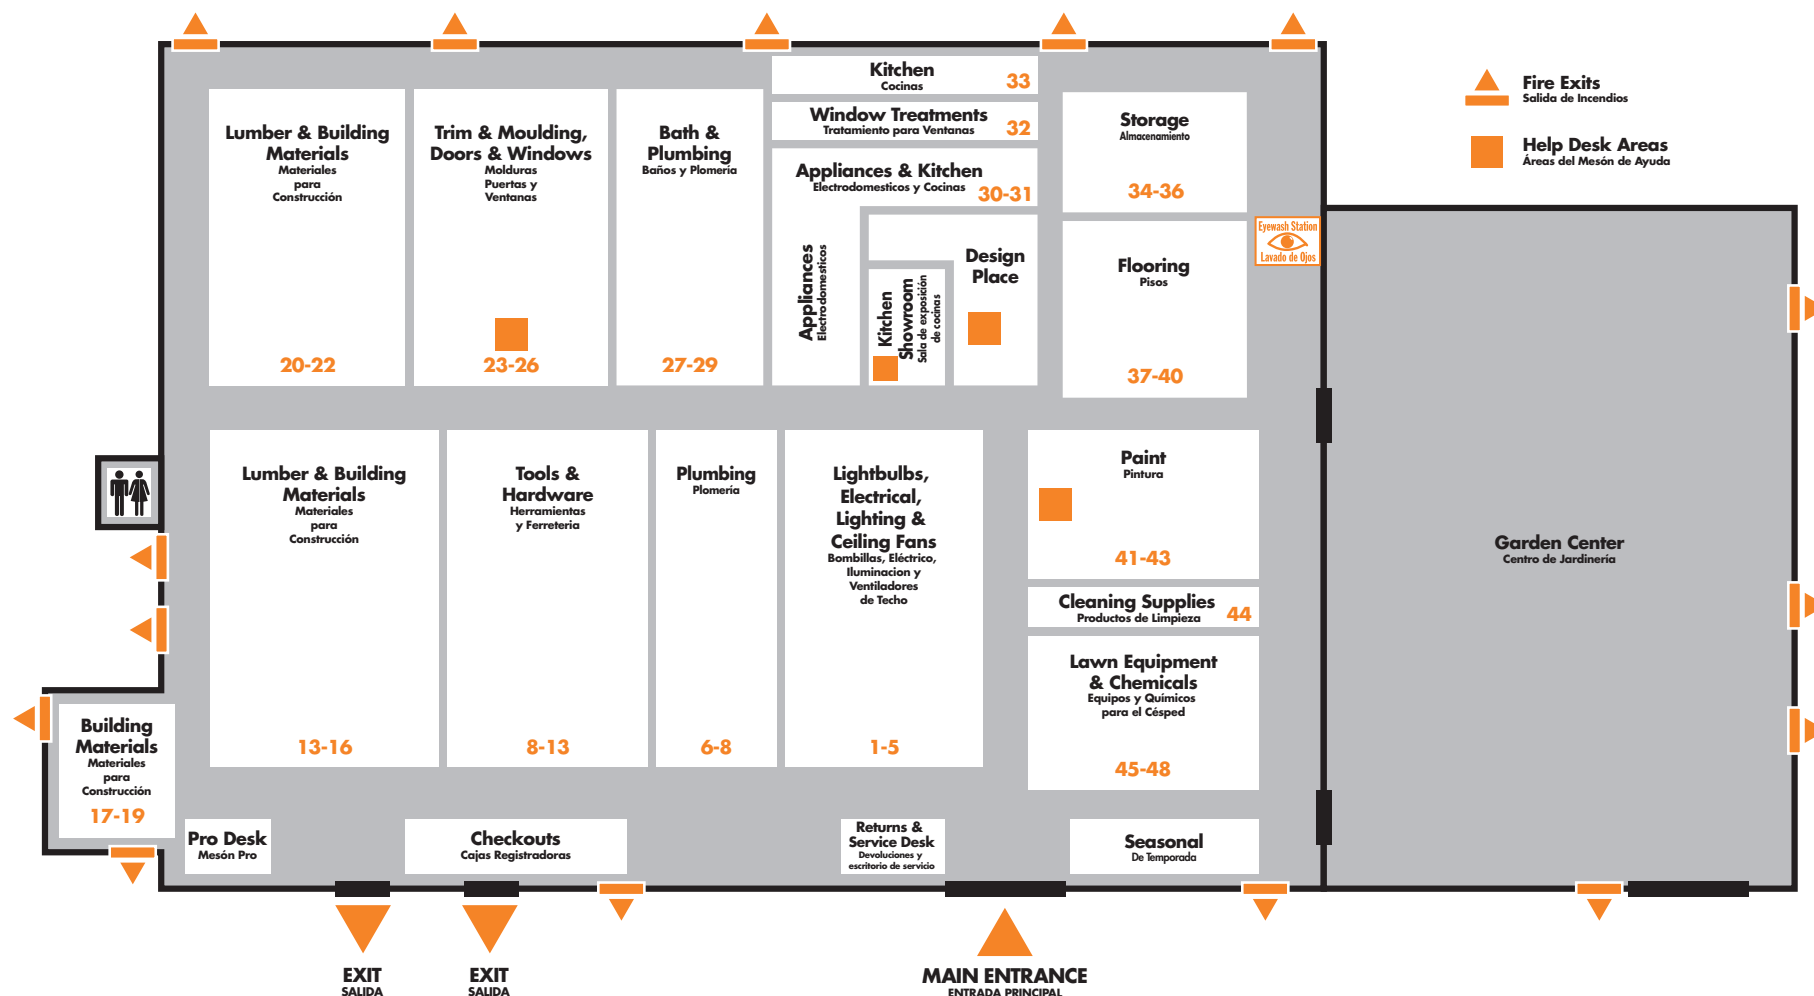 Kitchen
Cocinas
33
Window Treatments
Tratamiento para Ventanas
32
Appliances & Kitchen
Electrodomesticos y Cocinas
30-31
Appliances
Electrodomesticos
Kitchen
Showroom
Sala de exposición
de cocinas
Design
Place
Lumber & Building
Materials
Materiales
para
Construcción
20-22
Trim & Moulding,
Doors & Windows
Molduras
Puertas y
Ventanas
23-26
Bath &
Plumbing
Baños y Plomería
27-29
Storage
Almacenamiento
34-36
Flooring
Pisos
37-40
Eyewash Station
Lavado de Ojos
Fire Exits
Salida de Incendios
Help Desk Areas
Áreas del Mesón de Ayuda
Lumber & Building
Materials
Materiales
para
Construcción
13-16
Tools &
Hardware
Herramientas
y Ferreteria
8-13
Plumbing
Plomería
6-8
Lightbulbs,
Electrical,
Lighting &
Ceiling Fans
Bombillas, Eléctrico,
Iluminacion y
Ventiladores
de Techo
1-5
Paint
Pintura
41-43
Cleaning Supplies
Productos de Limpieza
44
Lawn Equipment
& Chemicals
Equipos y Químicos
para el Césped
45-48
Garden Center
Centro de Jardinería
Building
Materials
Materiales
para
Construcción
17-19
Pro Desk
Mesón Pro
Checkouts
Cajas Registradoras
Returns &
Service Desk
Devoluciones y
escritorio de servicio
Seasonal
De Temporada
EXIT
SALIDA
EXIT
SALIDA
MAIN ENTRANCE
ENTRADA PRINCIPAL